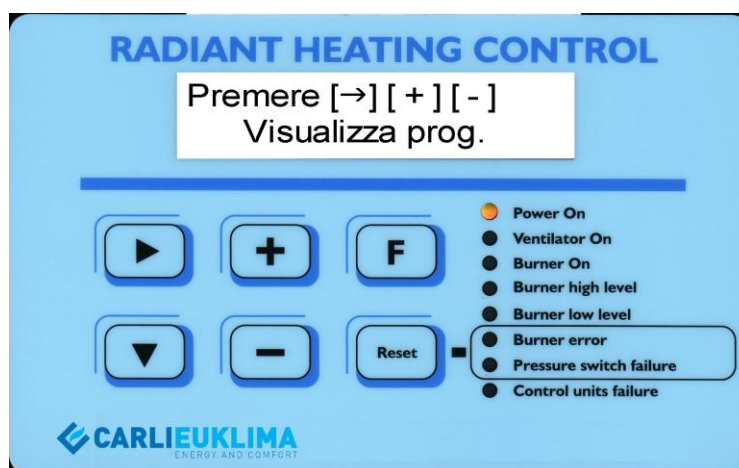 RADIANT HEATING CONTROL
Premere [→] [ + ] [ - ]
Visualizza prog.
Power On
Ventilator On
Burner On
Burner high level
Burner low level
Burner error
Pressure switch failure
Control units failure
F
Reset
CARLIEUKLIMA
ENERGY AND COMFORT